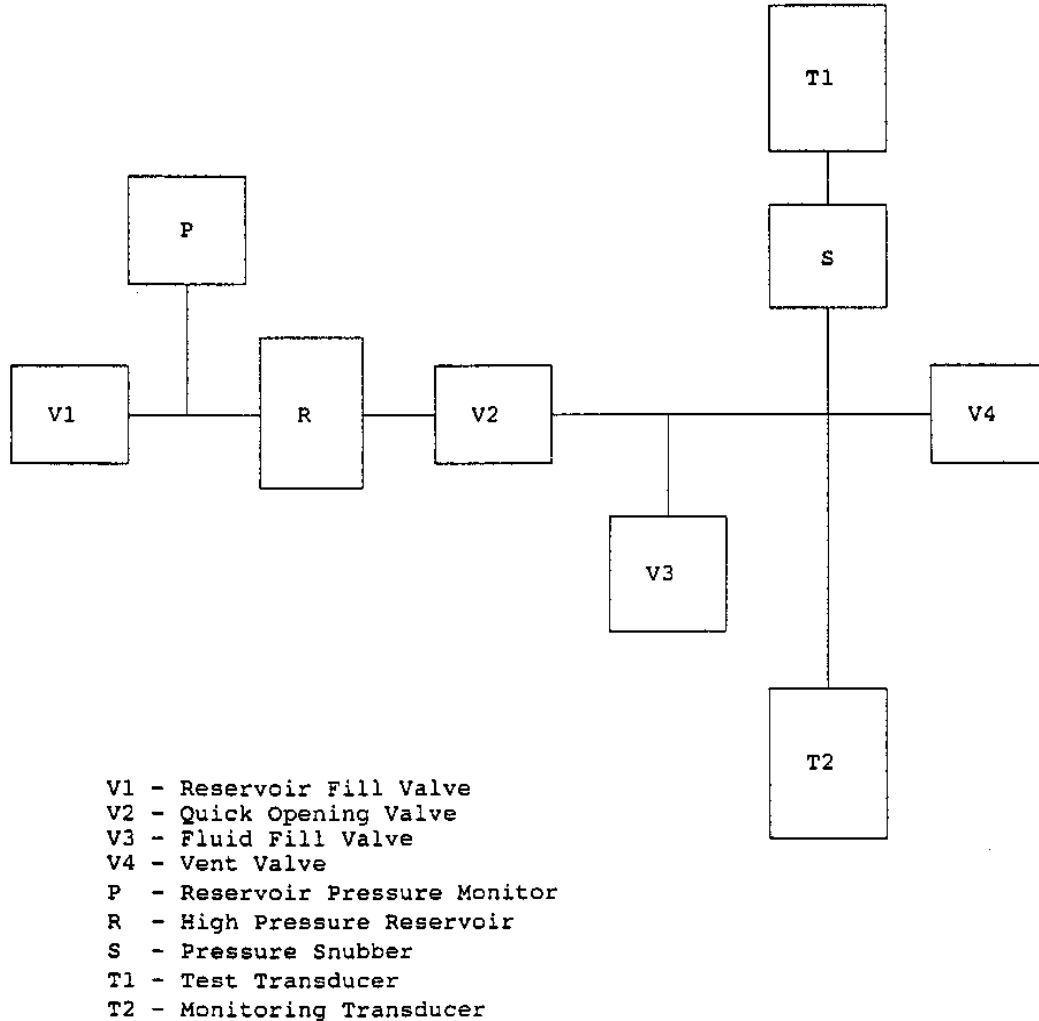 T1
P
S
V1
R
V2
V4
V3
T2
V1 - Reservoir Fill Valve
V2 - Quick Opening Valve
V3 - Fluid Fill Valve
V4 - Vent Valve
P - Reservoir Pressure Monitor
R - High Pressure Reservoir
S - Pressure Snubber
T1 - Test Transducer
T2 - Monitoring Transducer